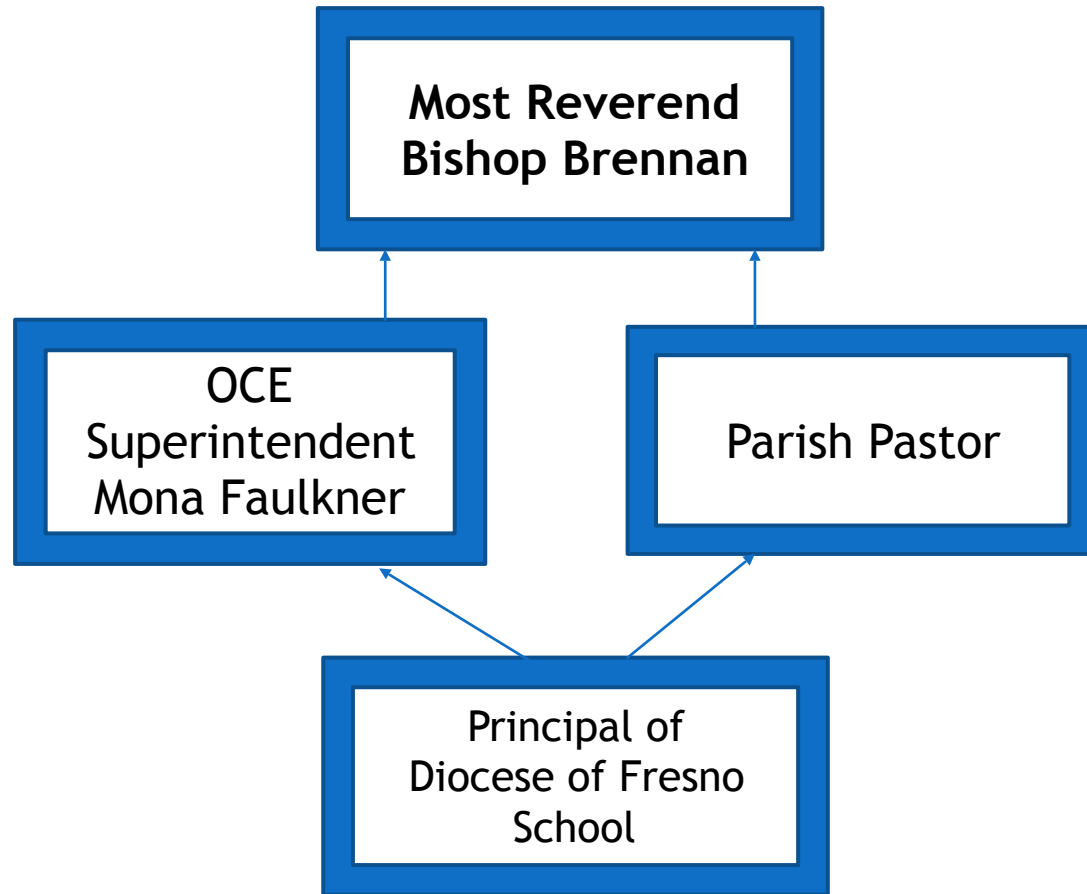 Most Reverend
Bishop Brennan
OCE
Superintendent
Mona Faulkner
Parish Pastor
Principal of
Diocese of Fresno
School